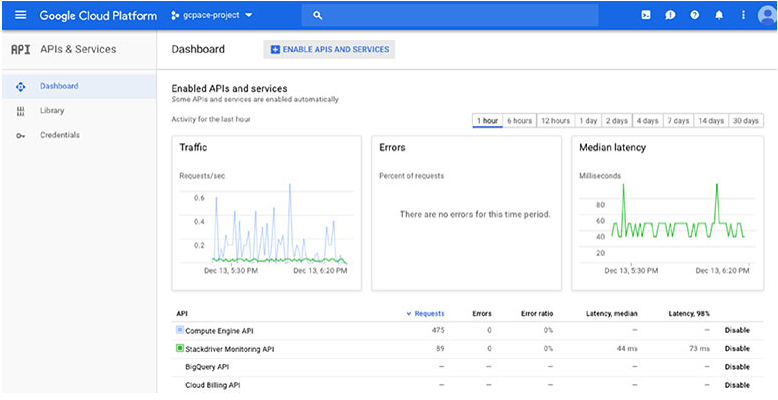 Google Cloud Platform gcpace-project
API APIs & Services Dashboard ENABLE APIS AND SERVICES
Dashboard
Library
Credentials
Enabled APIs and services
Some APIs and services are enabled automatically
Activity for the last hour 1 hour 6 hours 12 hours 1 day 2 days 4 days 7 days 14 days 30 days
Traffic
Requests/sec
0.6
0.4
0.2
Dec 13, 5:30 PM Dec 13, 6:20 PM
Errors
Percent of requests
There are no errors for this time period.
Median latency
Milliseconds
80
60
40
20
Dec 13, 5:30 PM Dec 13, 6:20 PM
API Requests Errors Error ratio Latency, median Latency, 98%
Compute Engine API 475 0 0% – – Disable
Stackdriver Monitoring API 89 0 0% 44 ms 73 ms Disable
BigQuery API – – – – – Disable
Cloud Billing API – – – – – Disable